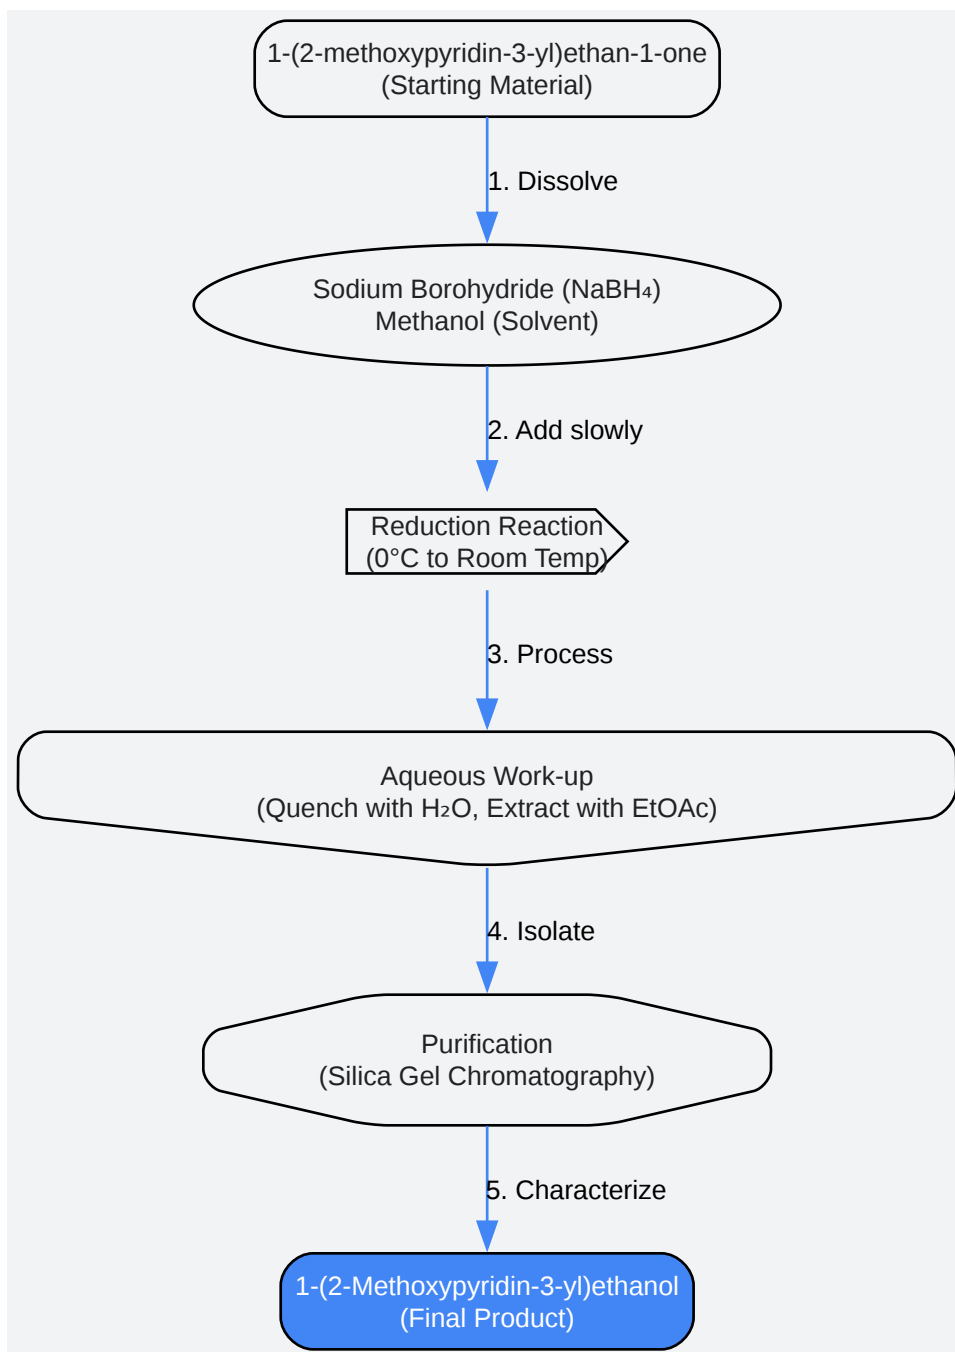 1-(2-methoxypyridin-3-yl)ethan-1-one
(Starting Material)
1. Dissolve
Sodium Borohydride (NaBH₄)
Methanol (Solvent)
2. Add slowly
Reduction Reaction
(0°C to Room Temp)
3. Process
Aqueous Work-up
(Quench with H₂O, Extract with EtOAc)
4. Isolate
Purification
(Silica Gel Chromatography)
5. Characterize
1-(2-Methoxypyridin-3-yl)ethanol
(Final Product)